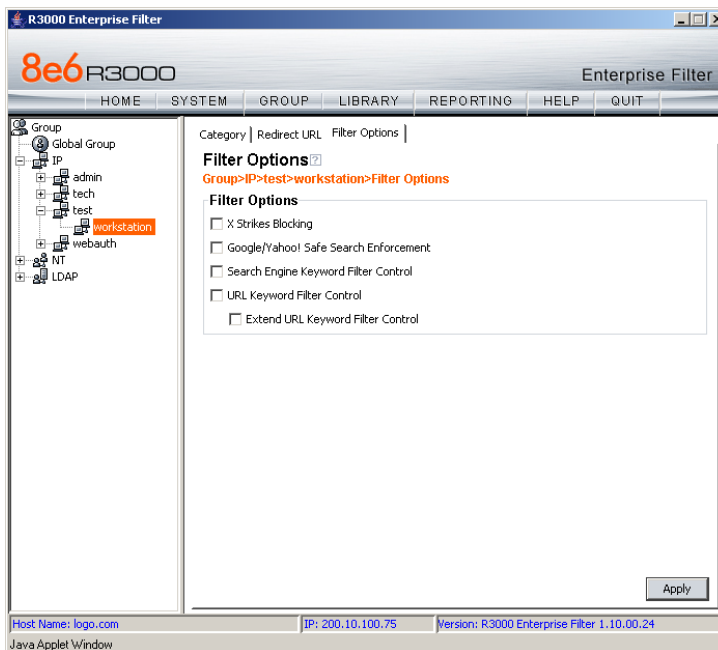 R3000 Enterprise Filter
8e6 R3000
Enterprise Filter
HOME SYSTEM GROUP LIBRARY REPORTING HELP QUIT
Group
Global Group
IP
admin
tech
test
workstation
webauth
NT
LDAP
Category Redirect URL Filter Options
Filter Options ?
Group>IP>test>workstation>Filter Options
Filter Options
X Strikes Blocking
Google/Yahoo! Safe Search Enforcement
Search Engine Keyword Filter Control
URL Keyword Filter Control
Extend URL Keyword Filter Control
Apply
Host Name: logo.com IP: 200.10.100.75 Version: R3000 Enterprise Filter 1.10.00.24
Java Applet Window